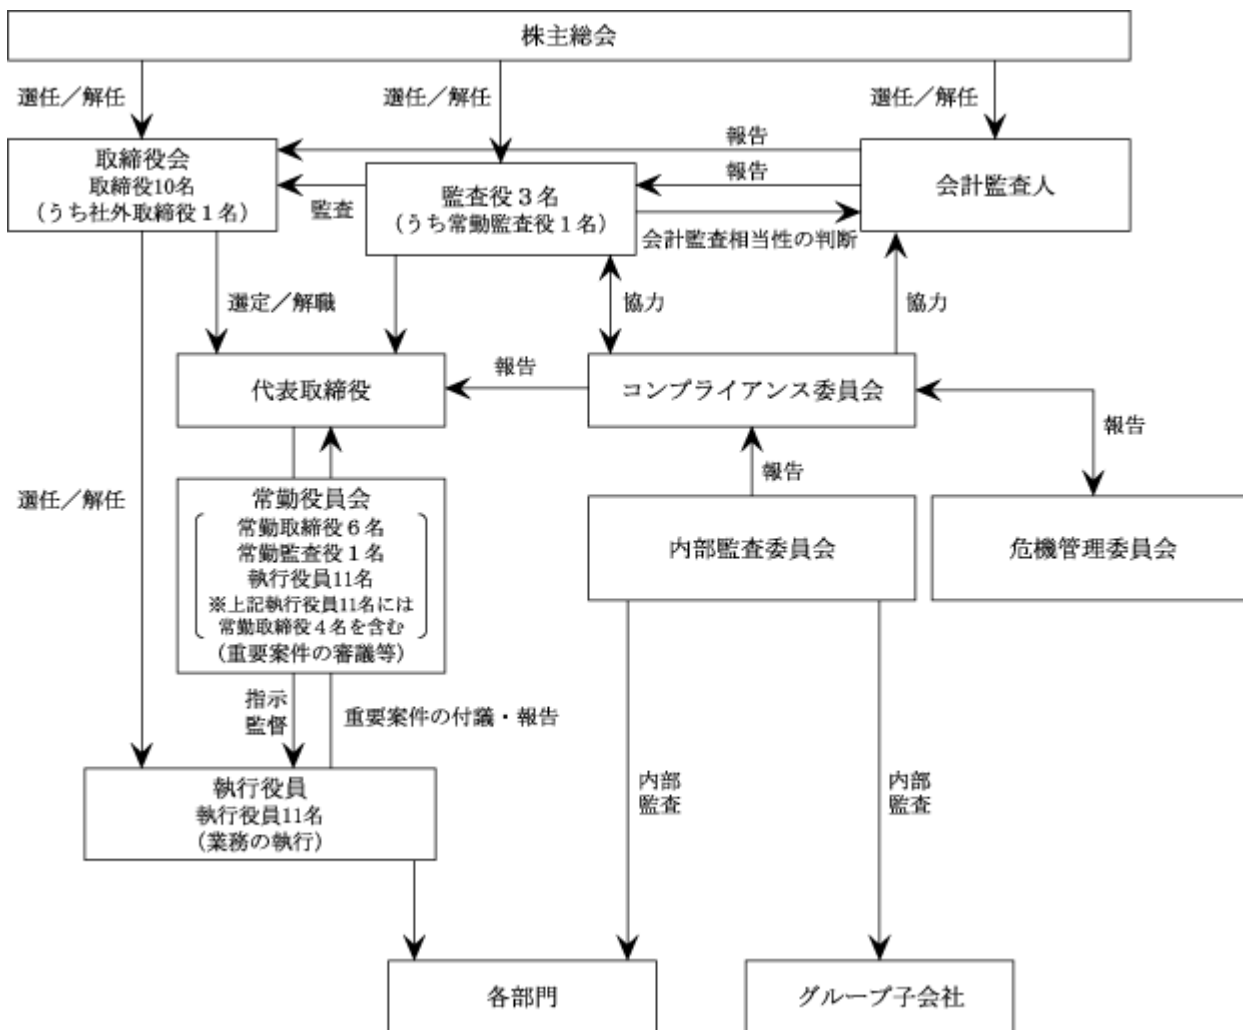 株主総会
選任／解任
選任／解任
選任／解任
取締役会
取締役10名
（うち社外取締役１名）
監査役３名
（うち常勤監査役１名）
会計監査人
報告
報告
監査
会計監査相当性の判断
選定／解職
協力
協力
代表取締役
報告
コンプライアンス委員会
報告
選任／解任
常勤役員会
常勤取締役６名
常勤監査役１名
執行役員11名
※上記執行役員11名には
常勤取締役４名を含む
（重要案件の審議等）
報告
内部監査委員会
危機管理委員会
指示
監督
重要案件の付議・報告
執行役員
執行役員11名
（業務の執行）
内部
監査
内部
監査
各部門
グループ子会社